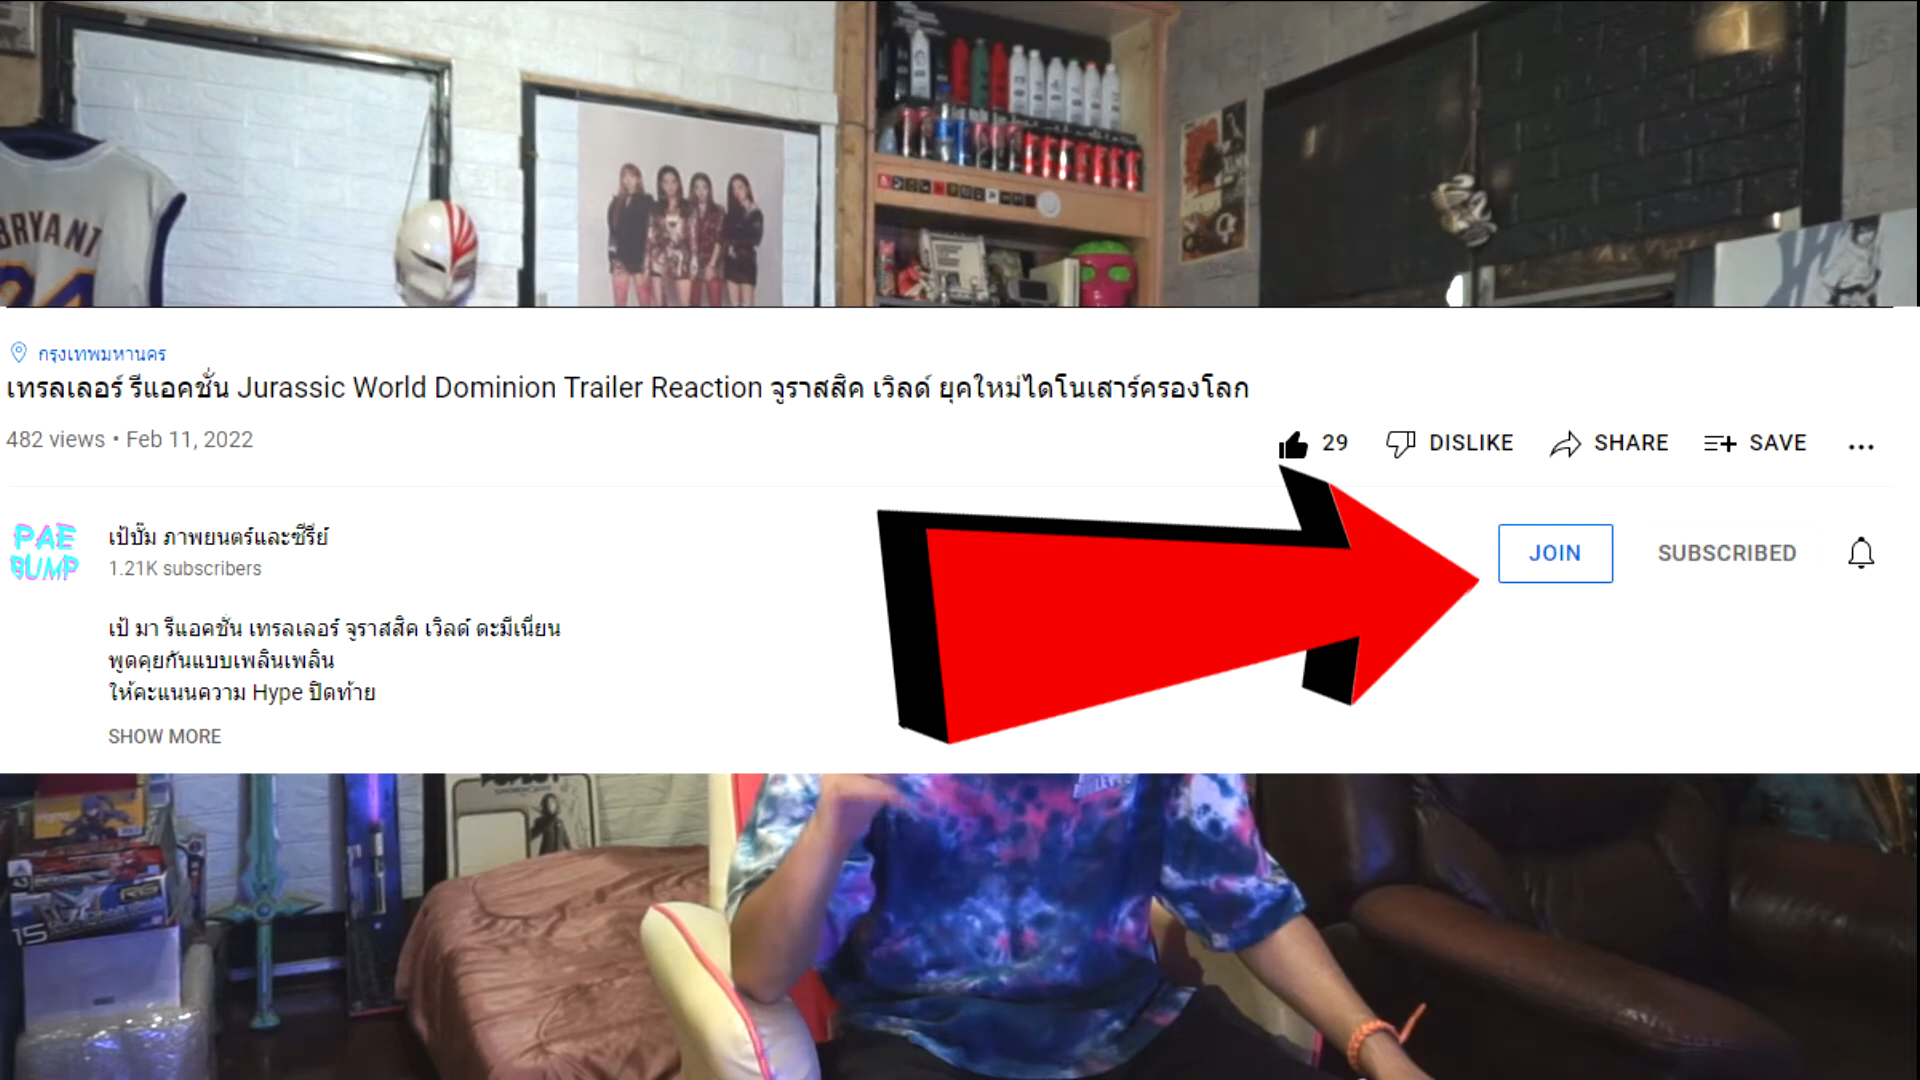 BRYANT
กรุงเทพมหานคร
เทรลเลอร์ รีแอคชั่น Jurassic World Dominion Trailer Reaction จูราสสิค เวิลด์ ยุคใหม่ไดโนเสาร์ครองโลก
482 views • Feb 11, 2022
29 DISLIKE SHARE SAVE
PAE
BUMP
เป้บั๊ม ภาพยนตร์และซีรีย์
1.21K subscribers
JOIN SUBSCRIBED
เป้ มา รีแอคชั่น เทรลเลอร์ จูราสสิค เวิลด์ ดะมีเนี่ยน
พูดคุยกันแบบเพลินเพลิน
ให้คะแนนความ Hype ปิดท้าย
SHOW MORE
15